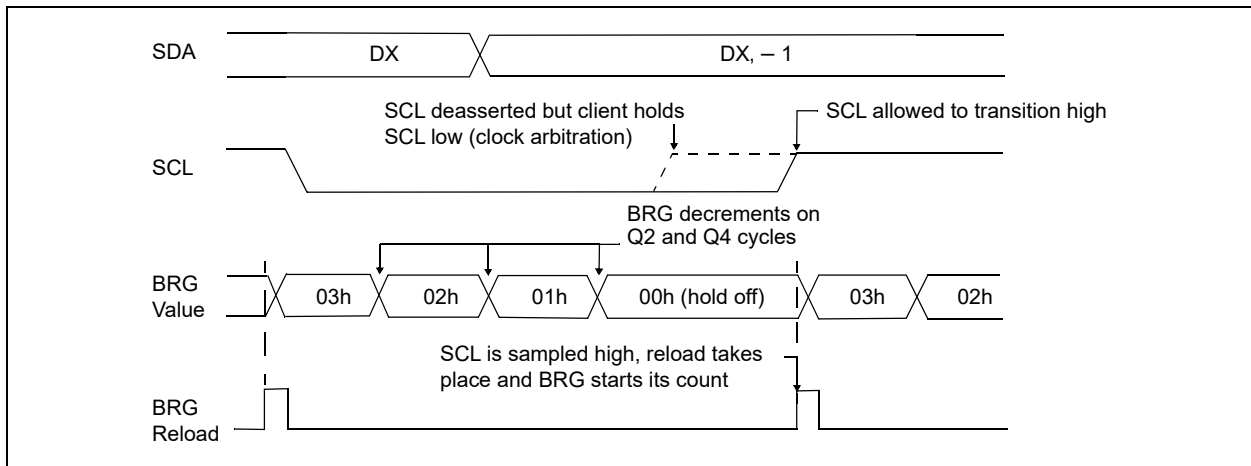 SDA
DX
DX, – 1
SCL deasserted but client holds
SCL low (clock arbitration)
SCL allowed to transition high
SCL
BRG decrements on
Q2 and Q4 cycles
BRG
Value
03h
02h
01h
00h (hold off)
03h
02h
SCL is sampled high, reload takes
place and BRG starts its count
BRG
Reload